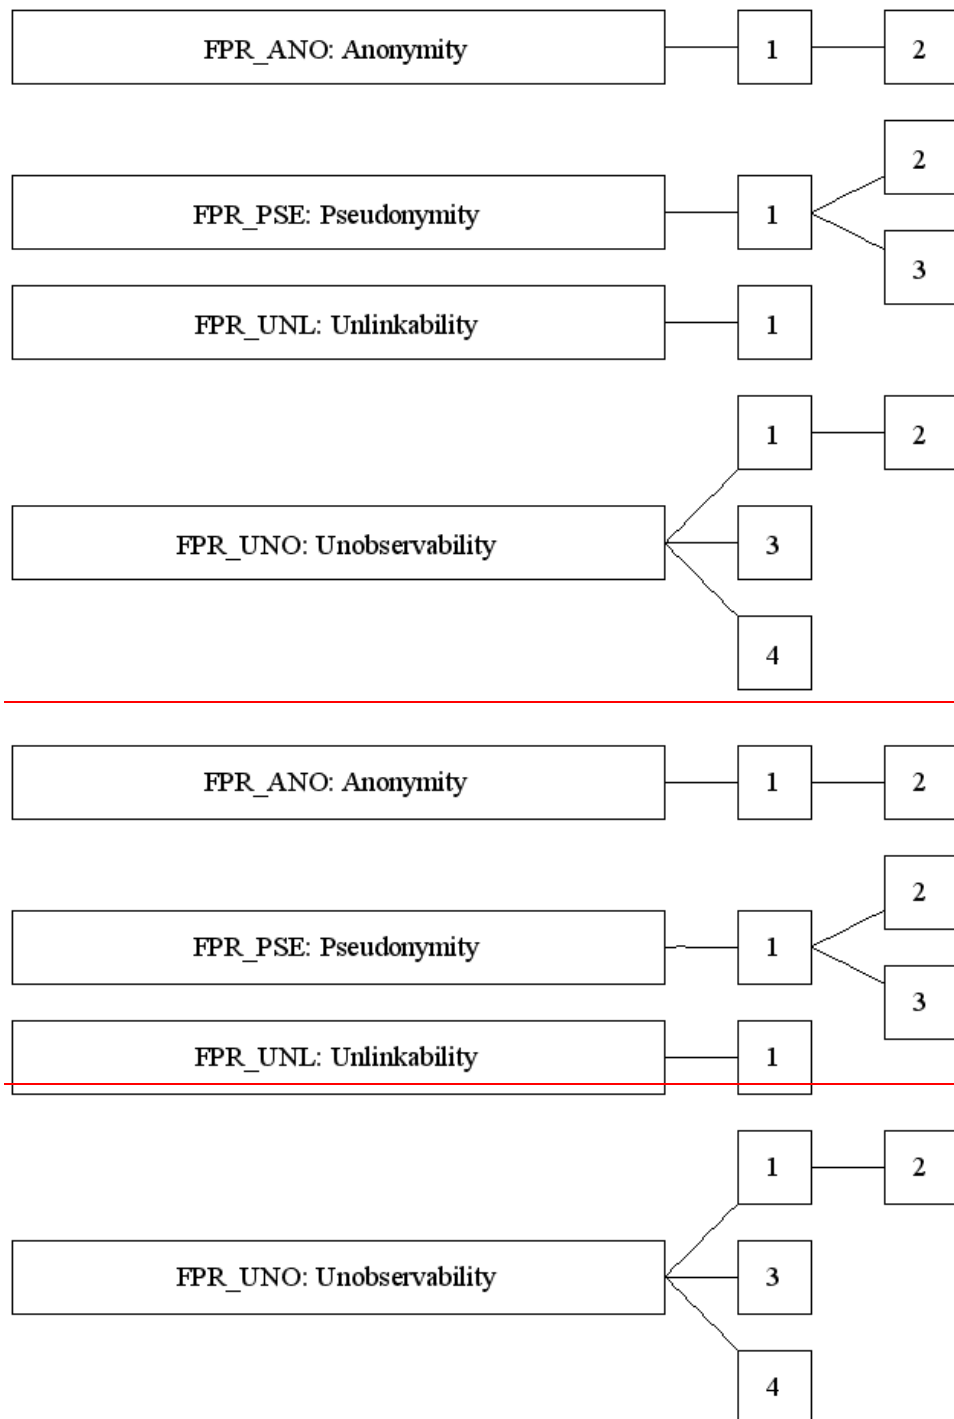 FPR_ANO: Anonymity 1 2
2
FPR_PSE: Pseudonymity 1
3
FPR_UNL: Unlinkability 1
1 2
FPR_UNO: Unobservability 3
4
FPR_ANO: Anonymity 1 2
2
FPR_PSE: Pseudonymity 1
3
FPR_UNL: Unlinkability 1
1 2
FPR_UNO: Unobservability 3
4